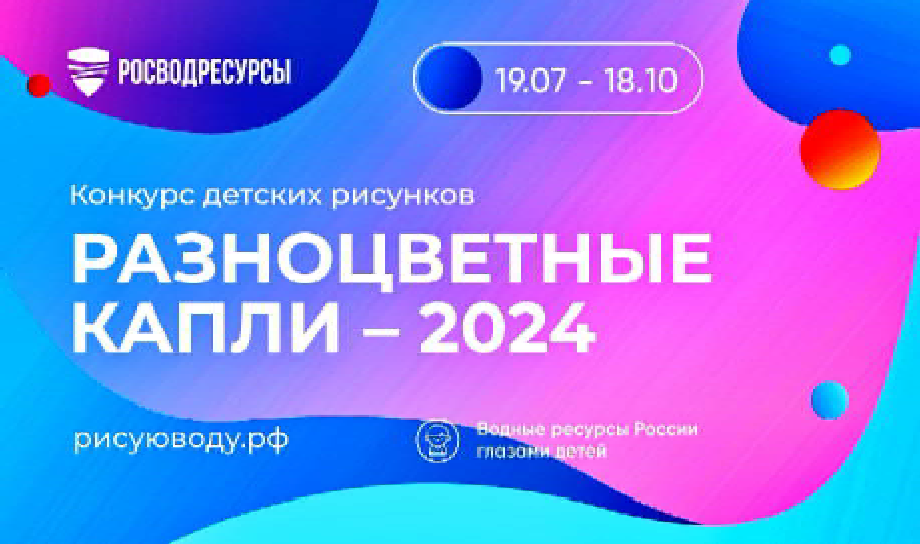 РОСВОДРЕСУРСЫ
19.07 – 18.10
Конкурс детских рисунков
РАЗНОЦВЕТНЫЕ
КАПЛИ – 2024
рисуюводу.рф
Водные ресурсы России
глазами детей